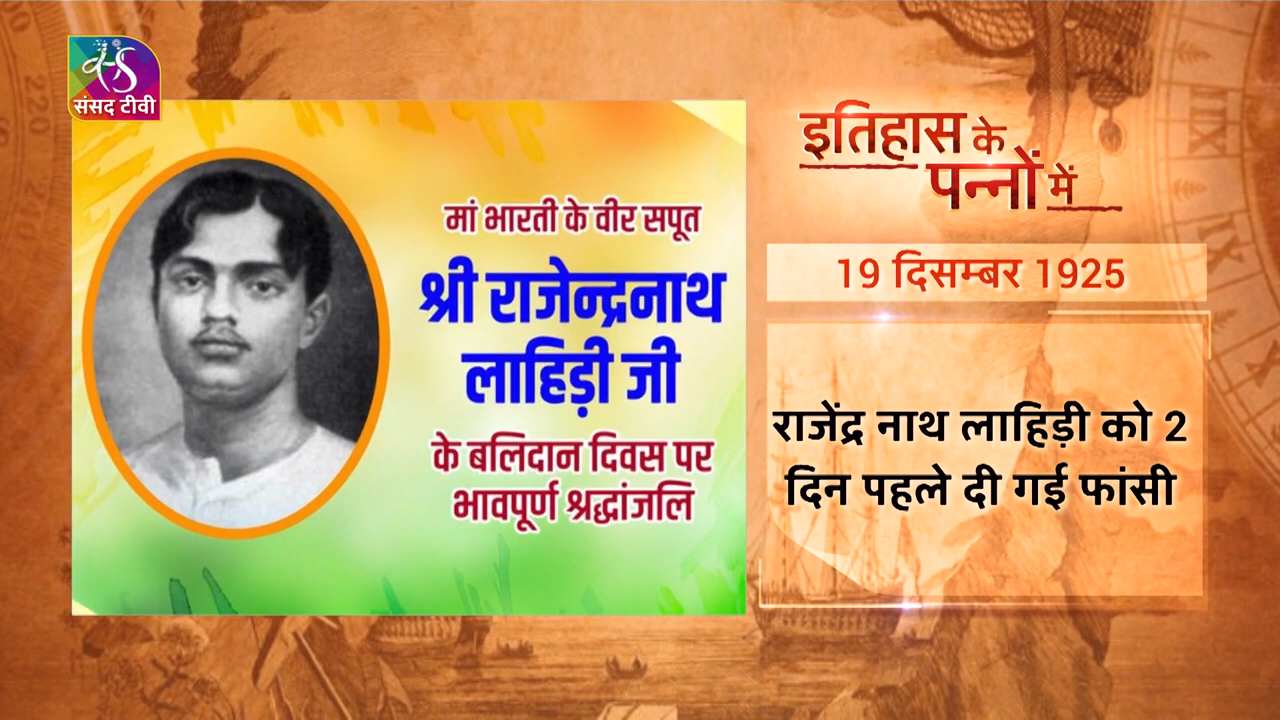 संसद टीवी
मां भारती के वीर सपूत
श्री राजेन्द्रनाथ
लाहिड़ी जी
के बलिदान दिवस पर
भावपूर्ण श्रद्धांजलि
इतिहास के
पन्नों में
19 दिसम्बर 1925
राजेंद्र नाथ लाहिड़ी को 2
दिन पहले दी गई फांसी